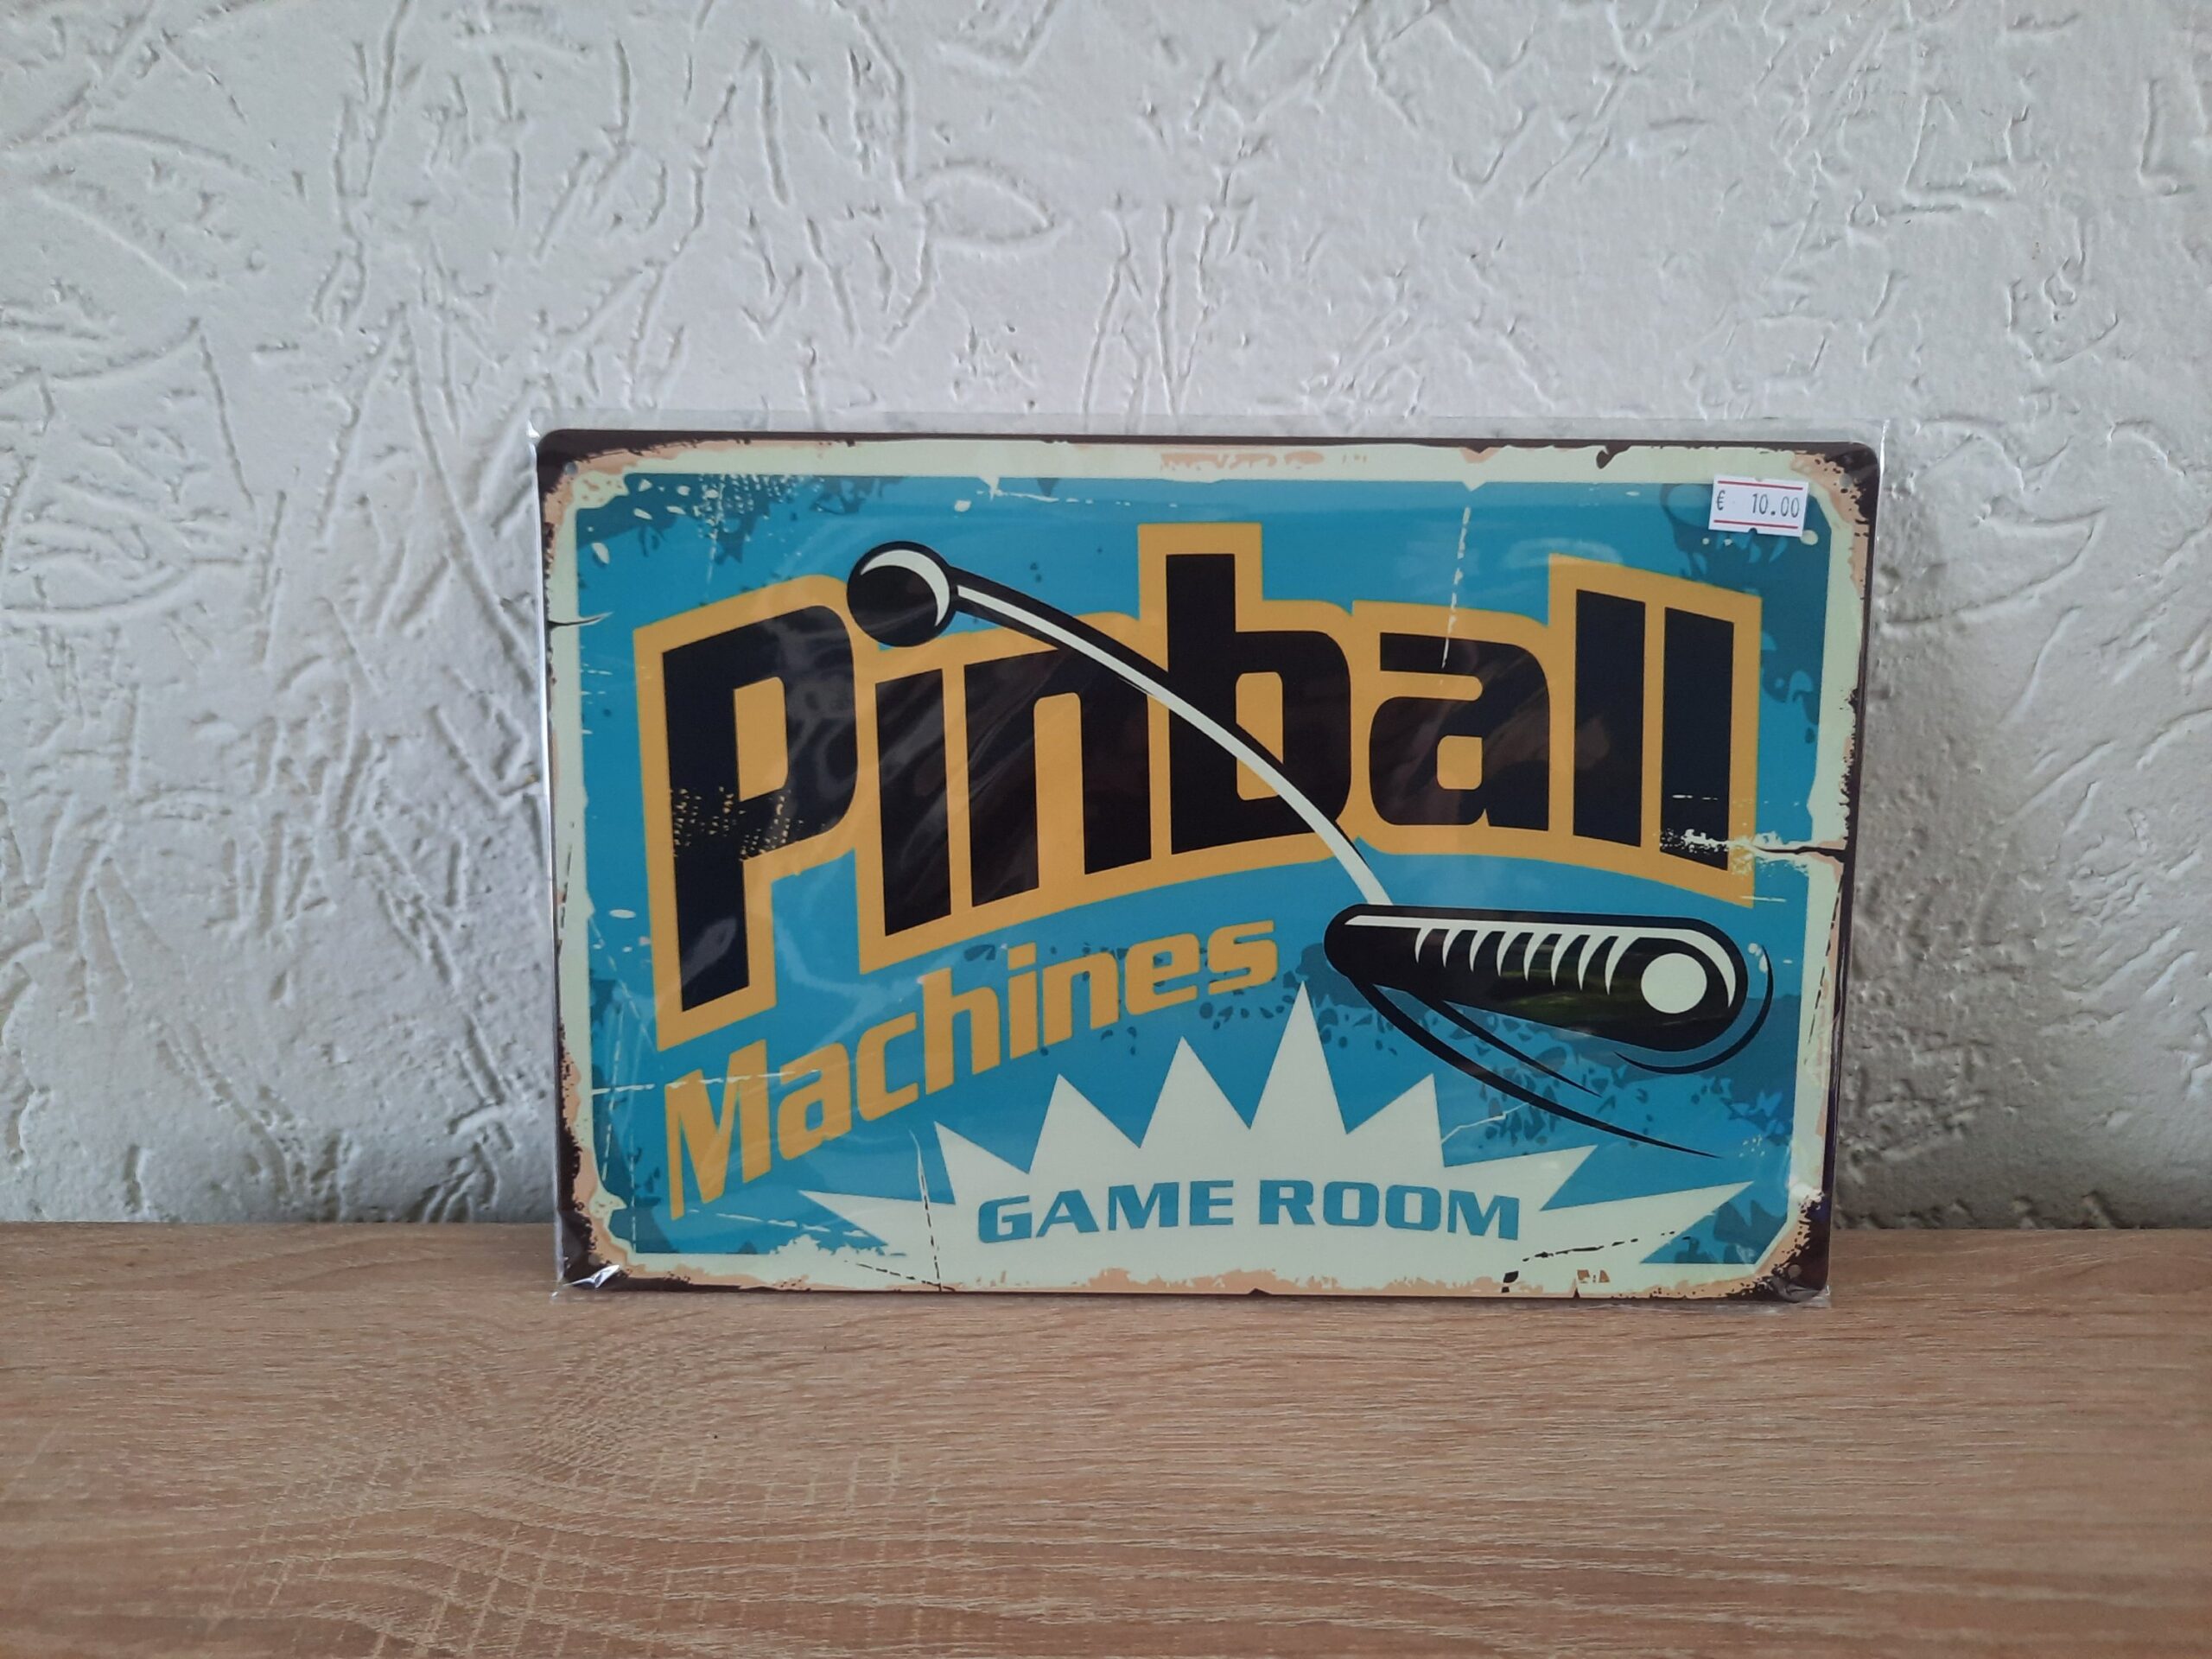 € 10.00
Pinball
Machines
GAME ROOM